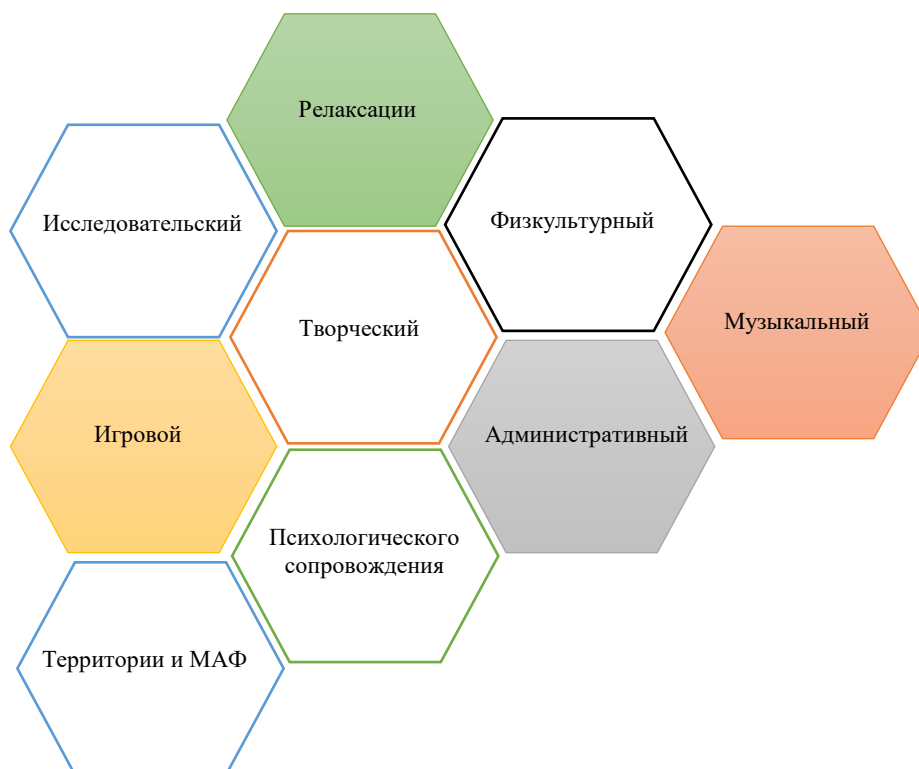 Релаксации
Исследовательский
Физкультурный
Творческий
Музыкальный
Игровой
Административный
Психологического
сопровождения
Территории и МАФ